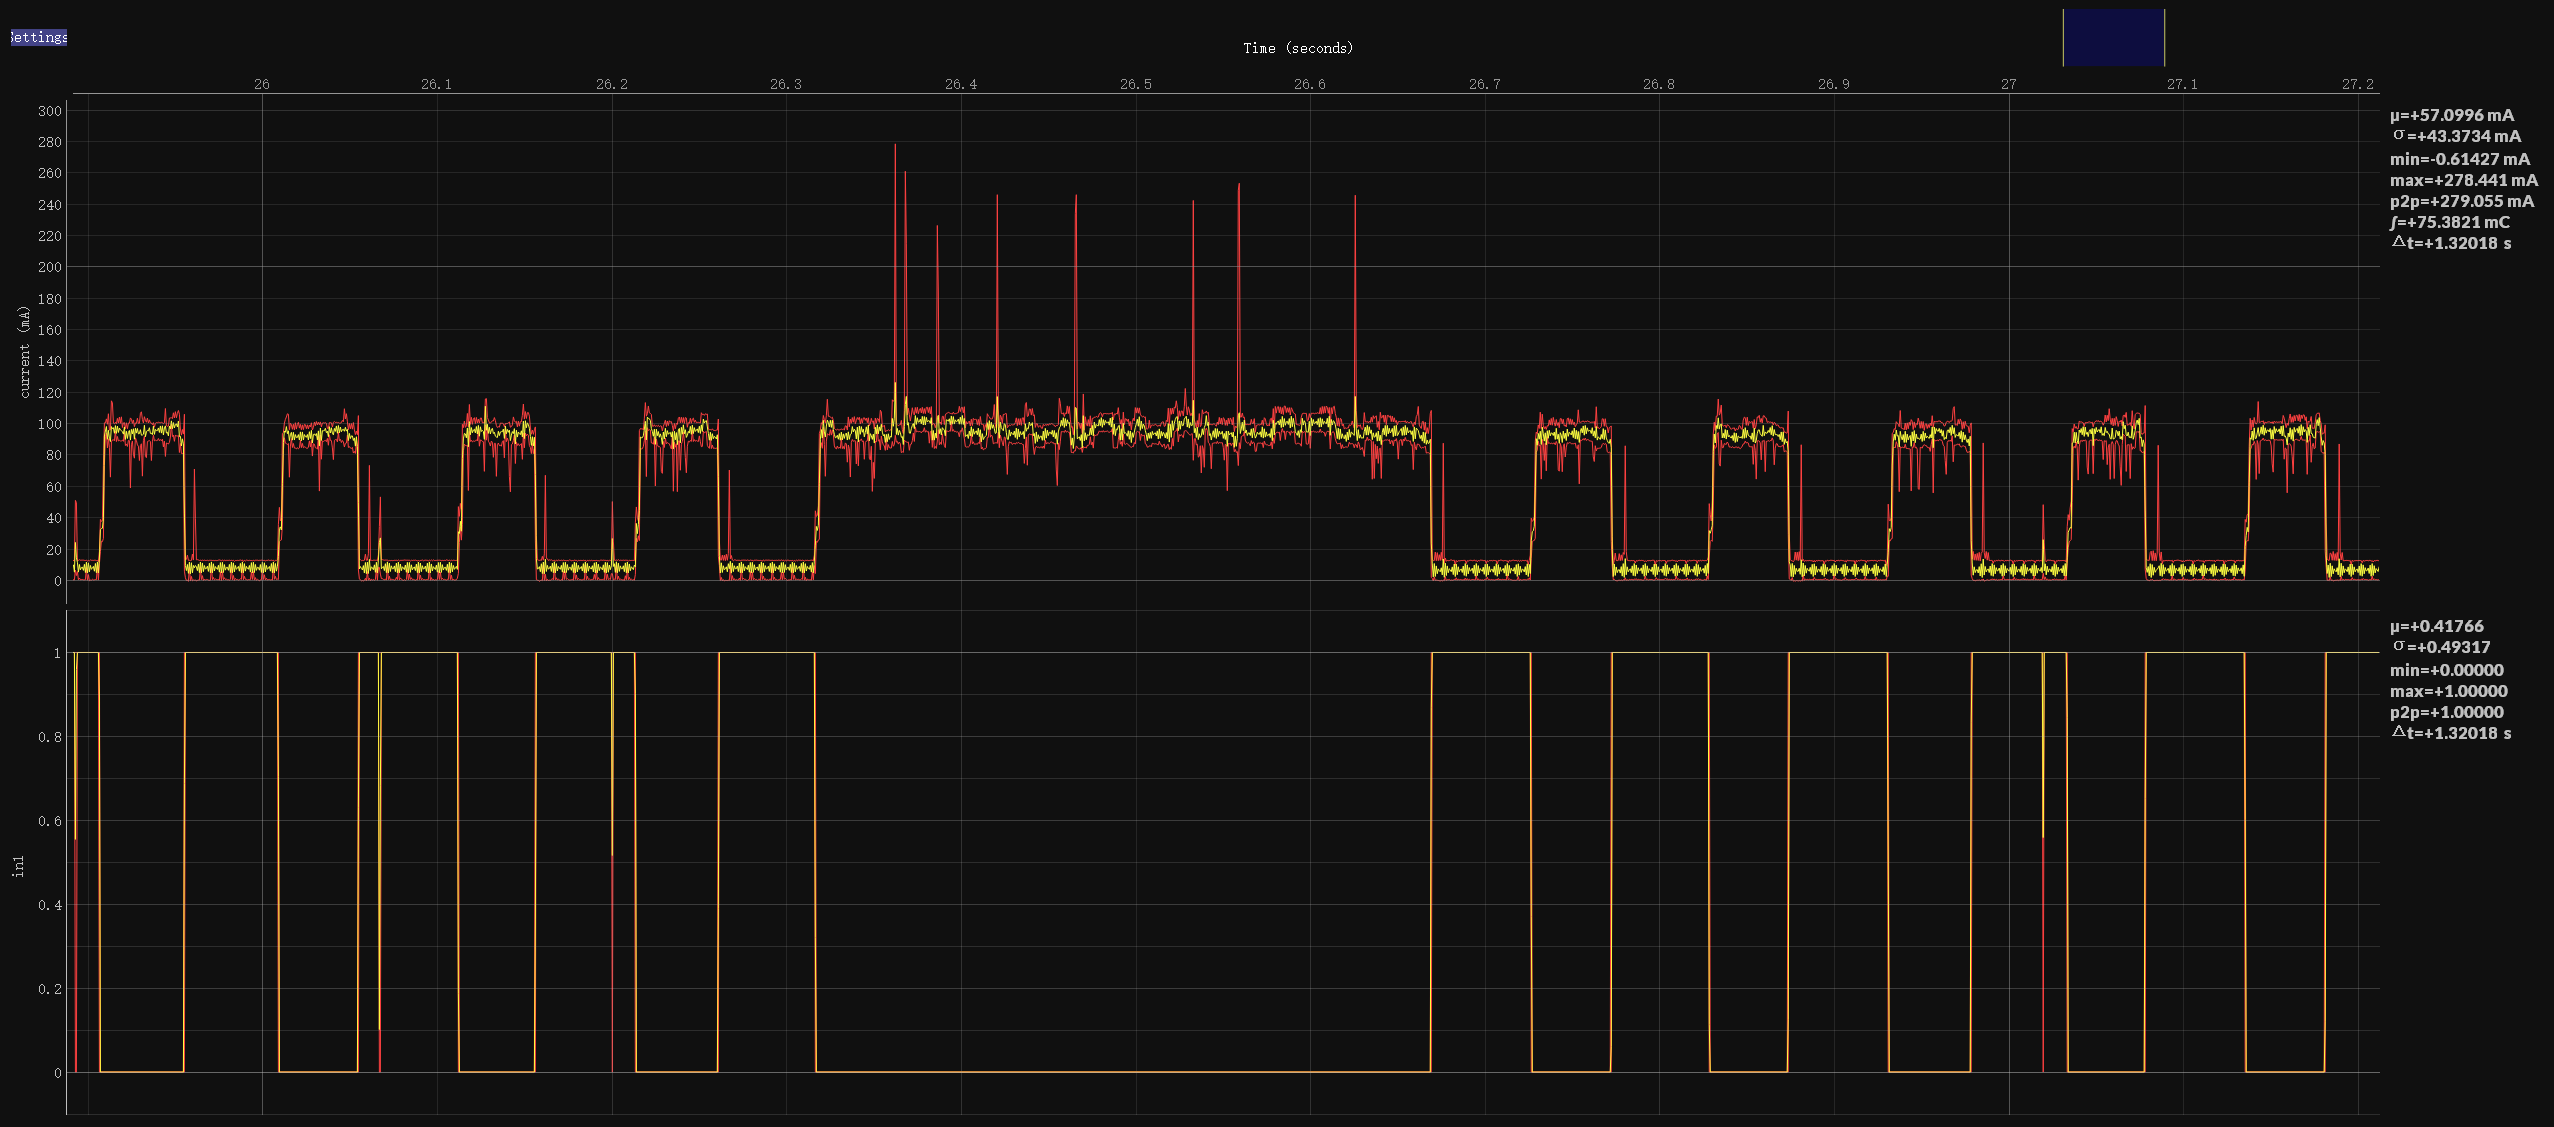 Settings
Time (seconds)
26 26.1 26.2 26.3 26.4 26.5 26.6 26.7 26.8 26.9 27 27.1 27.2
300
280
260
240
220
200
180
160
140
120
100
80
60
40
20
0
current (mA)
μ=+57.0996 mA
σ=+43.3734 mA
min=-0.61427 mA
max=+278.441 mA
p2p=+279.055 mA
∫=+75.3821 mC
Δt=+1.32018 s
1
0.8
0.6
0.4
0.2
0
in1
μ=+0.41766
σ=+0.49317
min=+0.00000
max=+1.00000
p2p=+1.00000
Δt=+1.32018 s